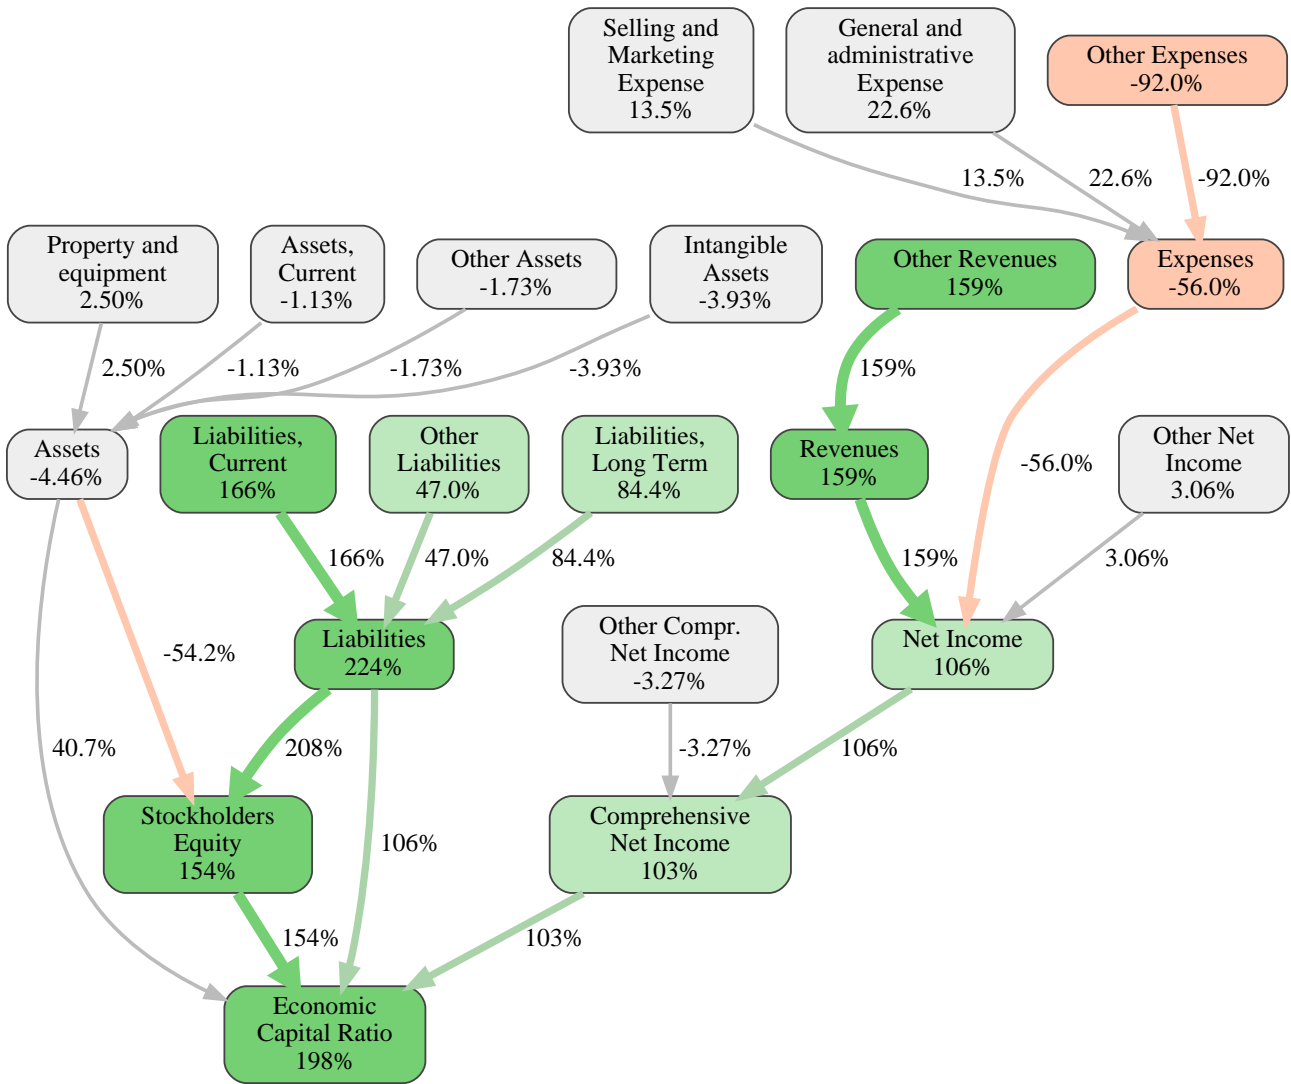 Selling and
Marketing
Expense
13.5%
General and
administrative
Expense
22.6%
Other Expenses
-92.0%
13.5%
22.6%
-92.0%
Property and
equipment
2.50%
Assets,
Current
-1.13%
Other Assets
-1.73%
Intangible
Assets
-3.93%
Other Revenues
159%
Expenses
-56.0%
2.50%
-1.13%
-1.73%
-3.93%
159%
Assets
-4.46%
Liabilities,
Current
166%
Other
Liabilities
47.0%
Liabilities,
Long Term
84.4%
Revenues
159%
-56.0%
Other Net
Income
3.06%
166%
47.0%
84.4%
159%
3.06%
Liabilities
224%
-54.2%
Other Compr.
Net Income
-3.27%
Net Income
106%
40.7%
208%
-3.27%
106%
Stockholders
Equity
154%
106%
Comprehensive
Net Income
103%
154%
103%
Economic
Capital Ratio
198%